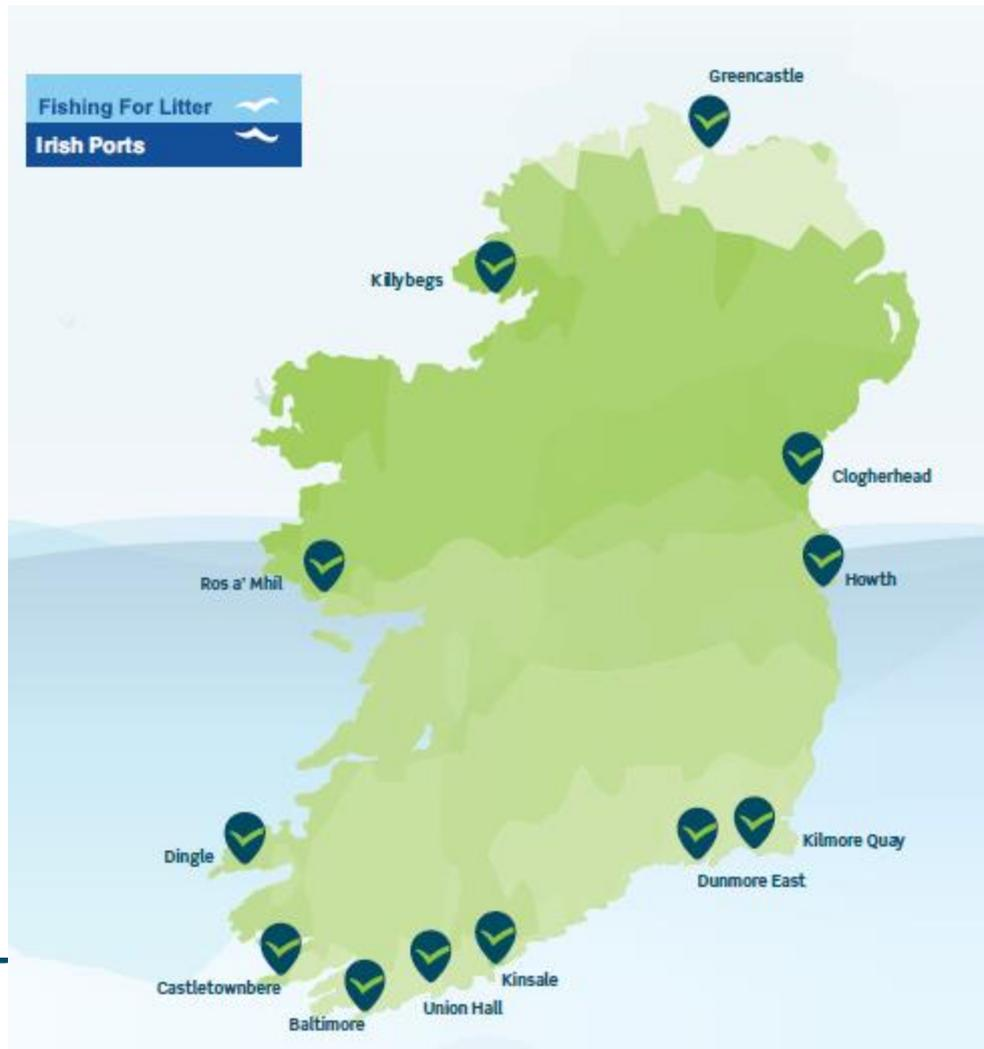 Greencastle
Fishing For Litter
Irish Ports
Killybegs
Clogherhead
Ros a' Mhíl
Howth
Dingle
Kilmore Quay
Dunmore East
Castletownbere
Kinsale
Union Hall
Baltimore